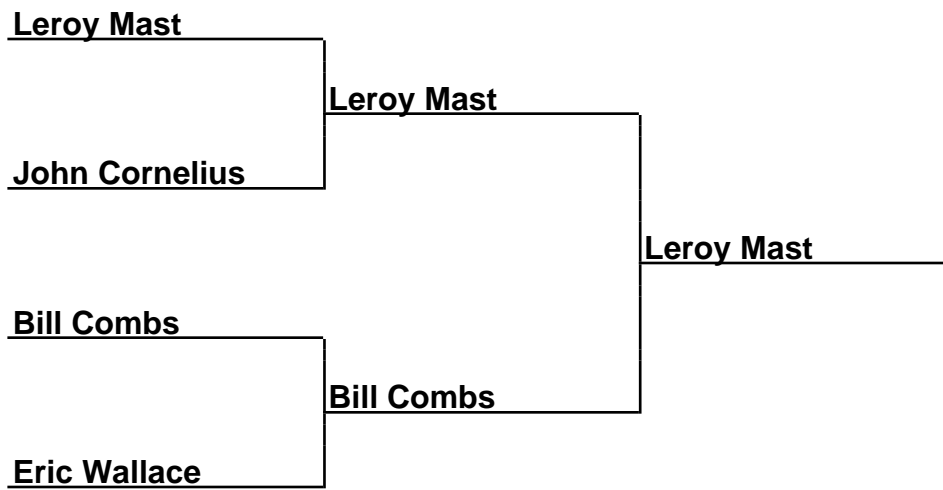 Leroy Mast
Leroy Mast
John Cornelius
Leroy Mast
Bill Combs
Bill Combs
Eric Wallace